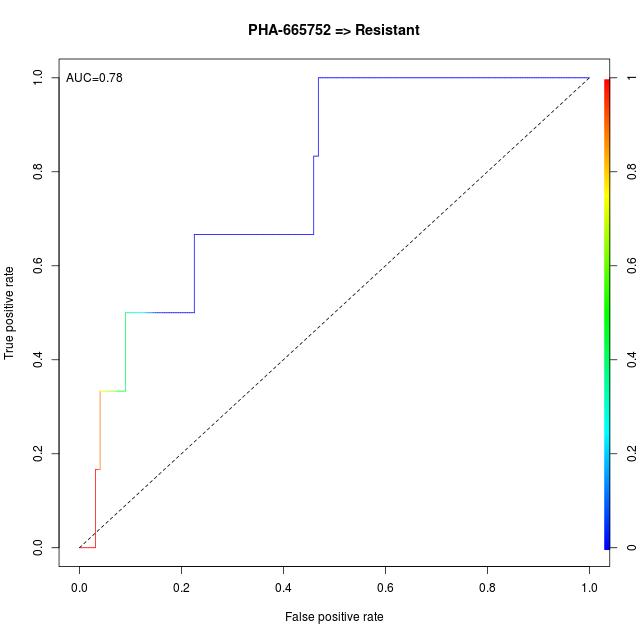 PHA-665752 => Resistant
AUC=0.78
1.0
0.8
0.6
0.4
0.2
0.0
True positive rate
0.0 0.2 0.4 0.6 0.8 1.0
False positive rate
1
0.8
0.6
0.4
0.2
0